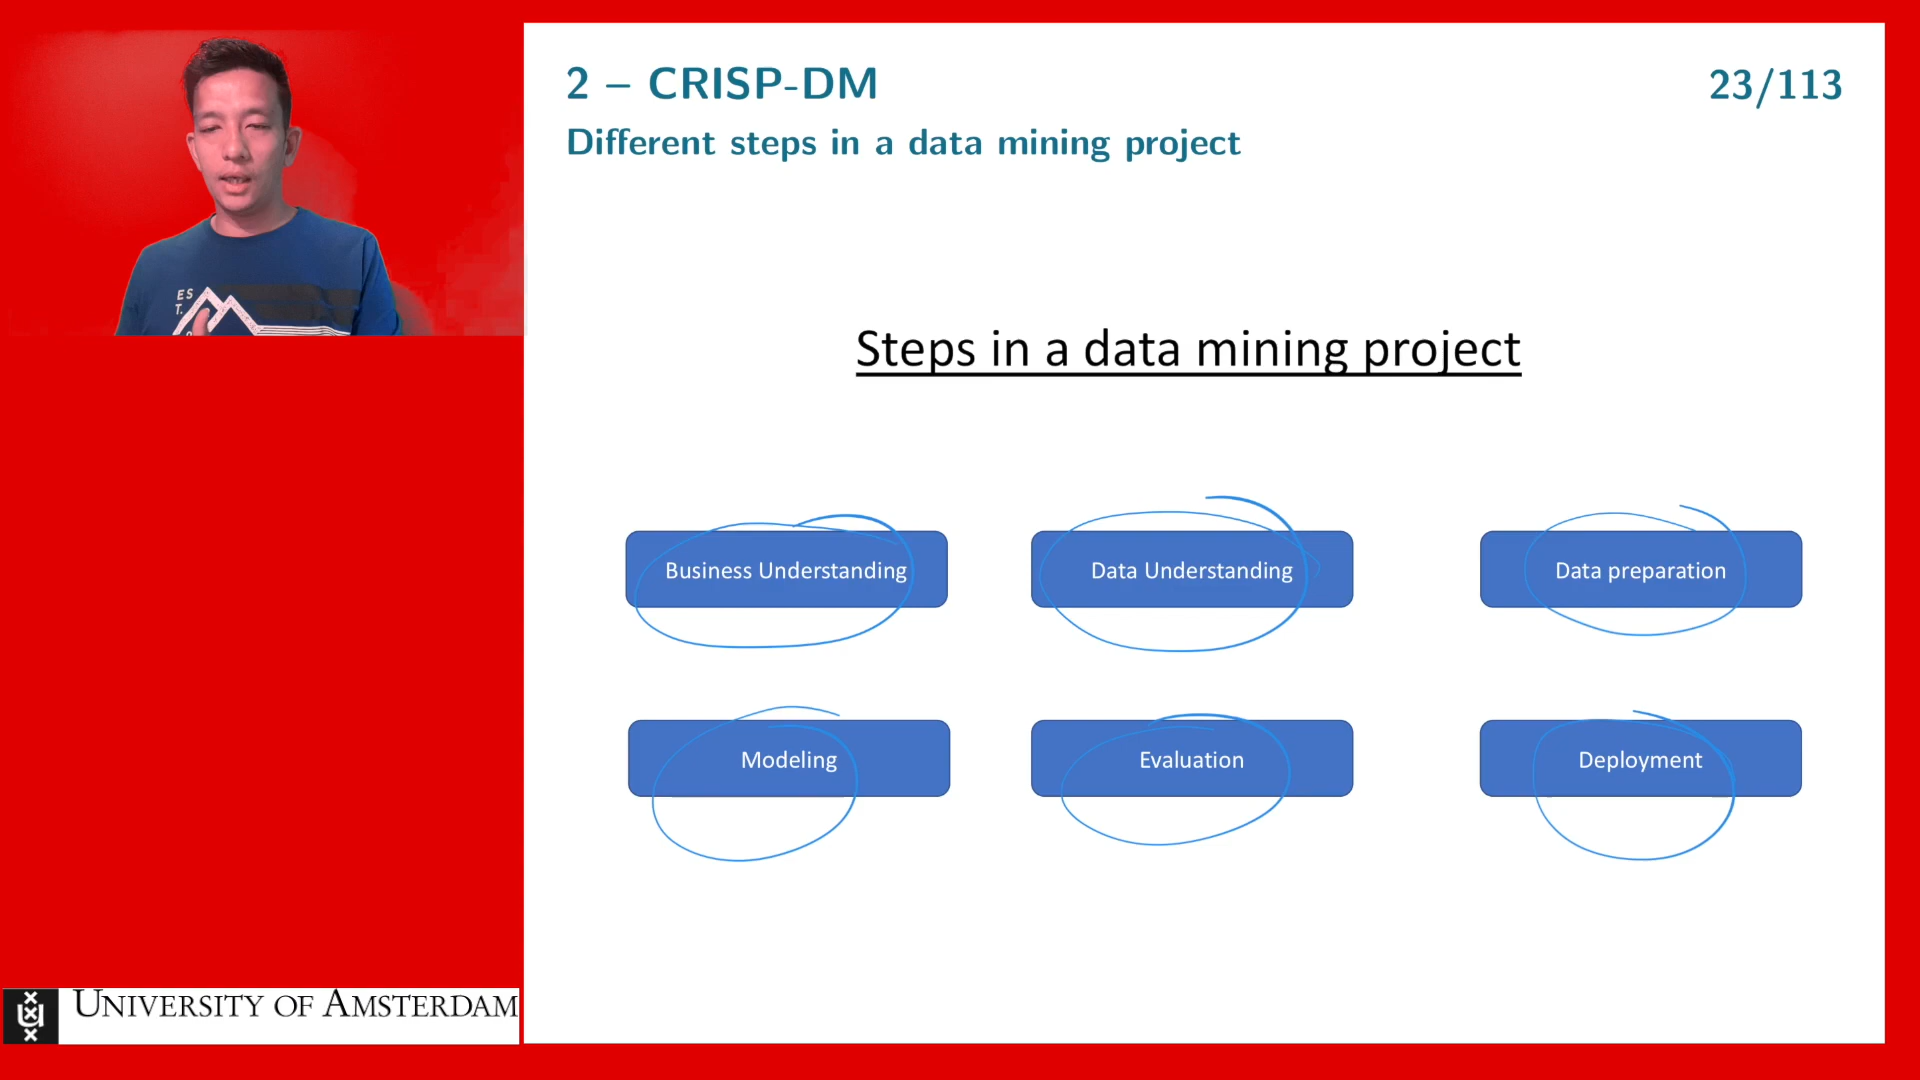 2 – CRISP-DM
23/113
Different steps in a data mining project
ES
T.
Steps in a data mining project
Business Understanding
Data Understanding
Data preparation
Modeling
Evaluation
Deployment
UNIVERSITY OF AMSTERDAM